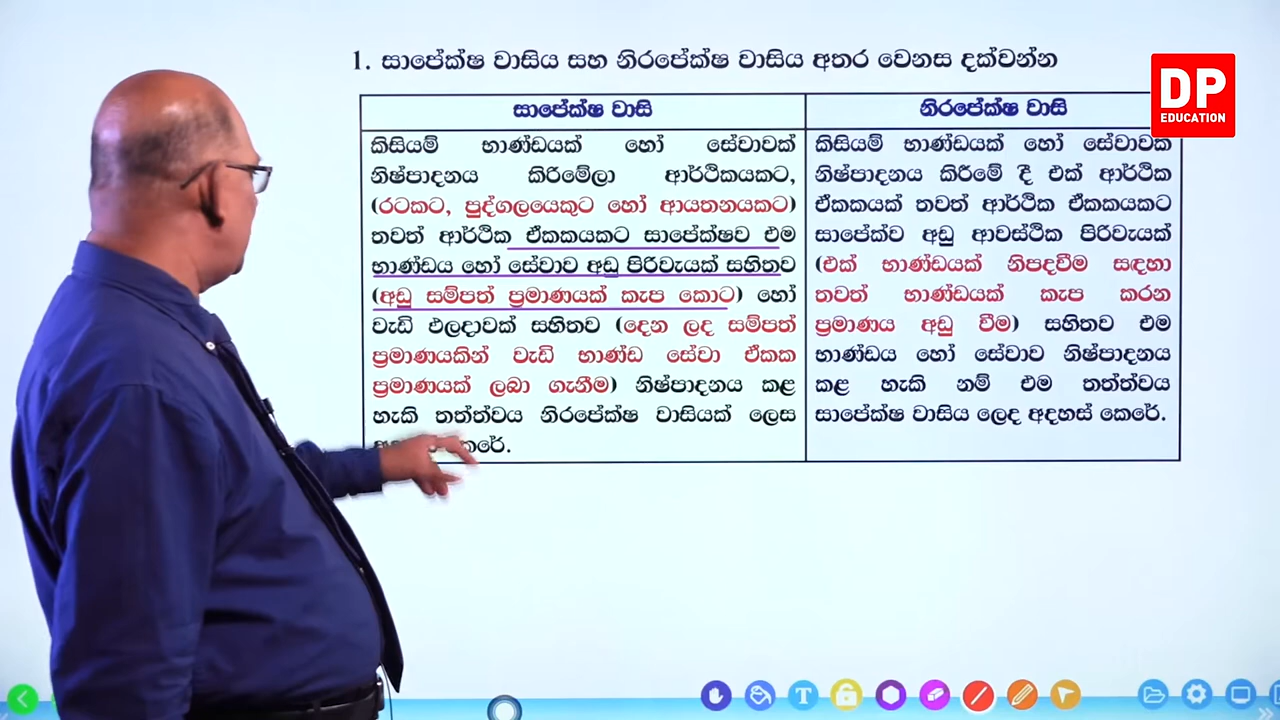 1. සාපේක්ෂ වාසිය සහ නිරපේක්ෂ වාසිය අතර වෙනස දක්වන්න
DP
EDUCATION
සාපේක්ෂ වාසි
කිසියම් භාණ්ඩයක් හෝ සේවාවක්
නිෂ්පාදනය කිරීමේලා ආර්ථිකයකට,
(රටකට, පුද්ගලයෙකුට හෝ ආයතනයකට)
තවත් ආර්ථික ඒකකයකට සාපේක්ෂව එම
භාණ්ඩය හෝ සේවාව අඩු පිරිවැයක් සහිතව
(අඩු සම්පත් ප්‍රමාණයක් කැප කොට) හෝ
වැඩි ඵලදාවක් සහිතව (දෙන ලද සම්පත්
ප්‍රමාණයකින් වැඩි භාණ්ඩ සේවා ඒකක
ප්‍රමාණයක් ලබා ගැනීම) නිෂ්පාදනය කළ
හැකි තත්ත්වය නිරපේක්ෂ වාසියක් ලෙස
නිරපේක්ෂ වාසි
කිසියම් භාණ්ඩයක් හෝ සේවාවක
නිෂ්පාදනය කිරීමේ දී එක් ආර්ථික
ඒකකයක් තවත් ආර්ථික ඒකකයකට
සාපේක්ව අඩු ආවස්ථික පිරිවැයක්
(එක් භාණ්ඩයක් නිපදවීම සඳහා
තවත් භාණ්ඩයක් කැප කරන
ප්‍රමාණය අඩු වීම) සහිතව එම
භාණ්ඩය හෝ සේවාව නිෂ්පාදනය
කළ හැකි නම් එම තත්ත්වය
සාපේක්ෂ වාසිය ලෙද අදහස් කෙරේ.